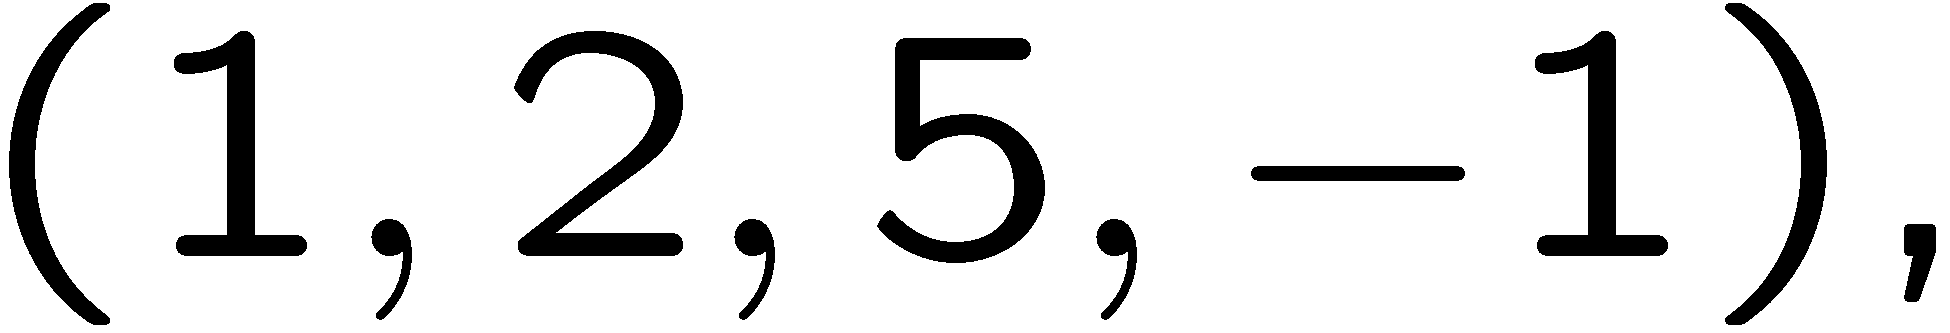 (1, 2, 5, −1),